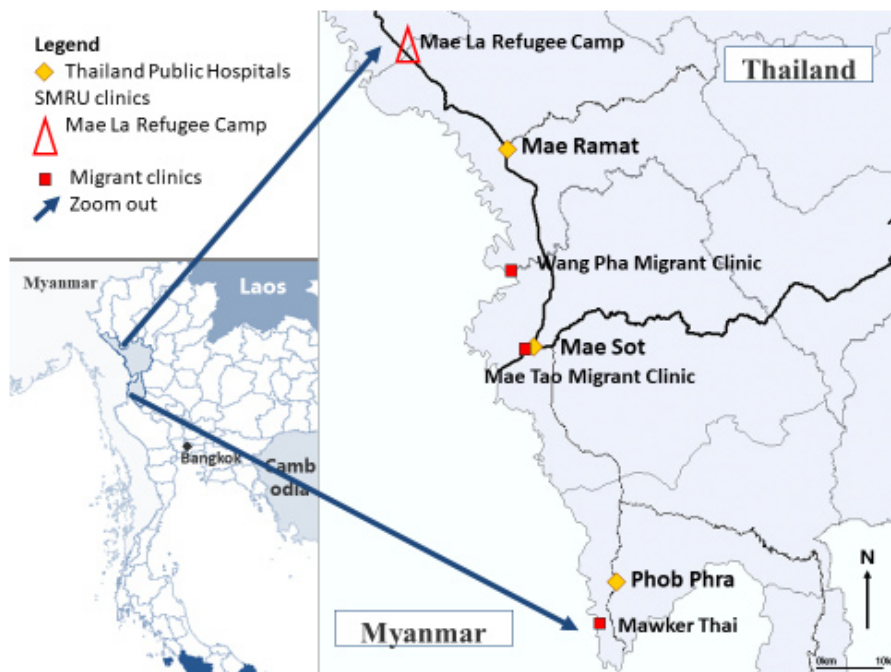 Legend
Thailand Public Hospitals
SMRU clinics
Mae La Refugee Camp
Migrant clinics
Zoom out
Myanmar
Laos
Bangkok
Camb
odia
Mae La Refugee Camp
Thailand
Mae Ramat
Wang Pha Migrant Clinic
Mae Sot
Mae Tao Migrant Clinic
Phob Phra
Mawker Thai
Myanmar
N
0km